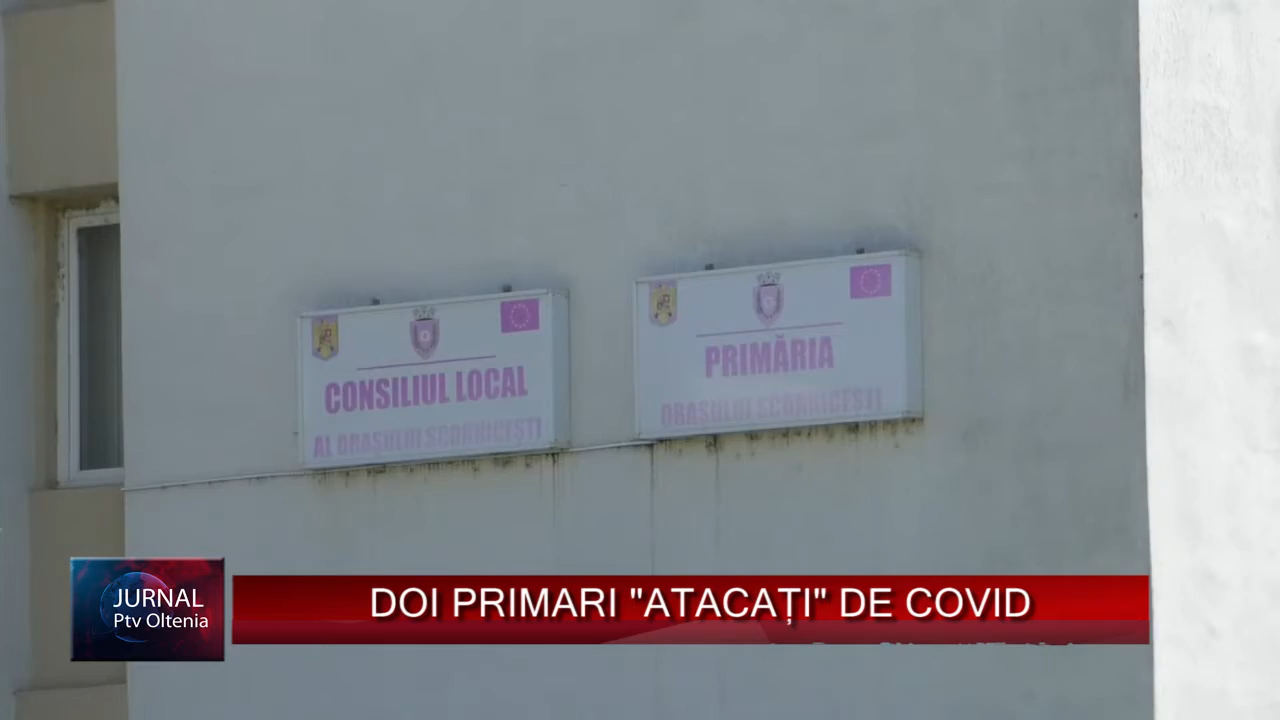 CONSILIUL LOCAL
AL ORAȘULUI SCORNICEȘTI
PRIMĂRIA
ORAȘULUI SCORNICEȘTI
JURNAL
Ptv Oltenia
DOI PRIMARI "ATACAȚI" DE COVID